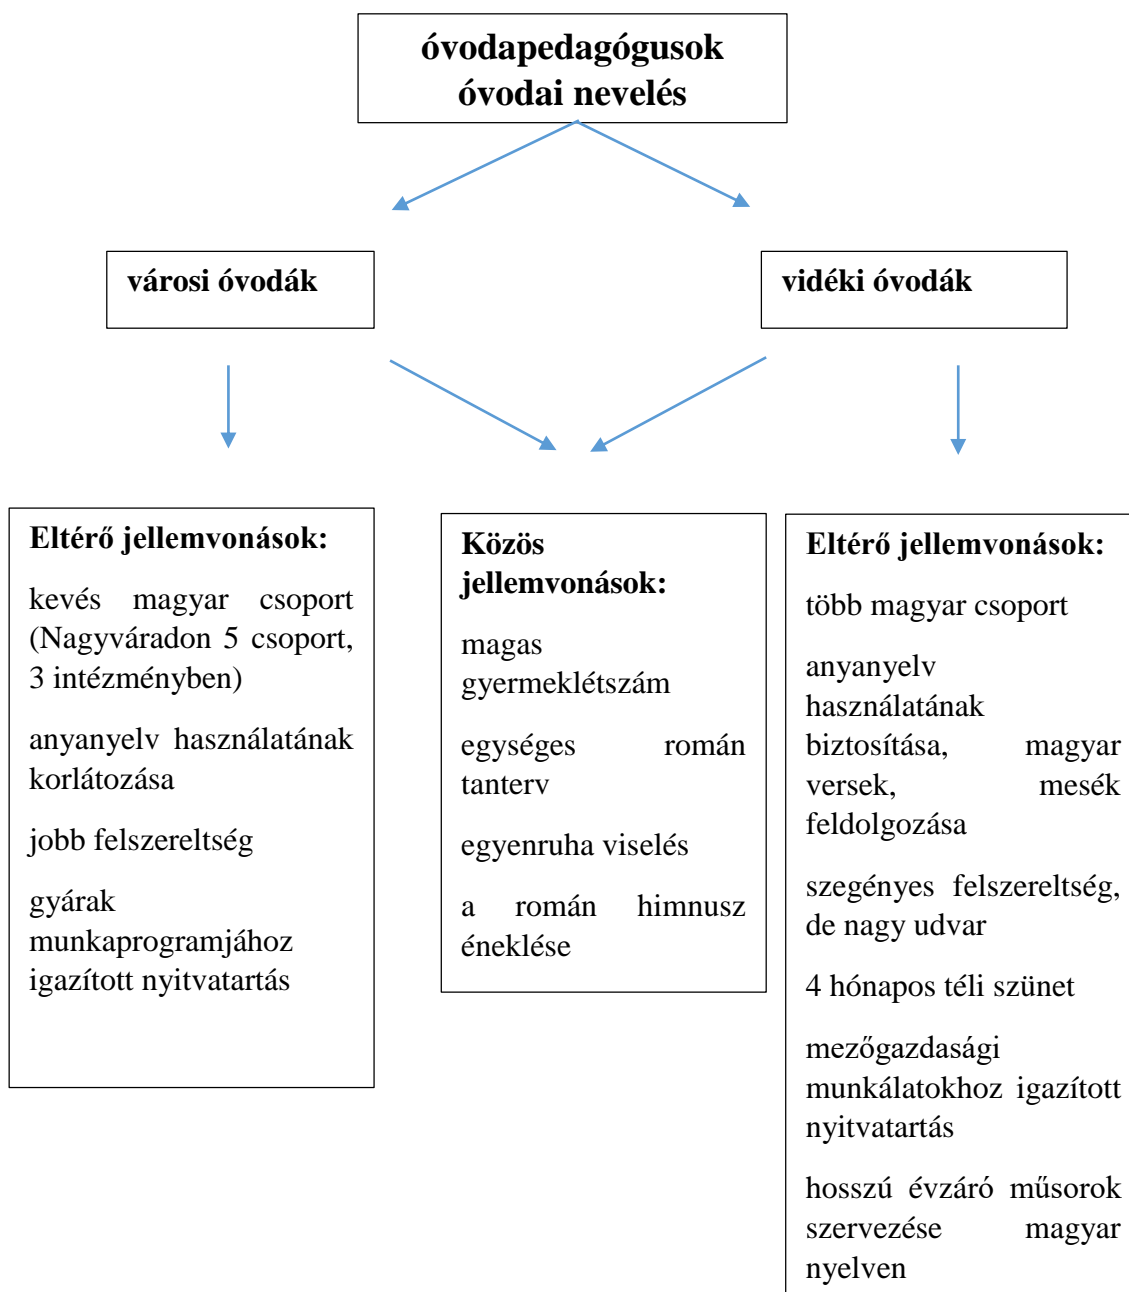 óvodapedagógusok
óvodai nevelés
városi óvodák
vidéki óvodák
Eltérő jellemvonások:
kevés magyar csoport
(Nagyváradon 5 csoport,
3 intézményben)
anyanyelv használatának
korlátozása
jobb felszereltség
gyárak
munkaprogramjához
igazított nyitvatartás
Közös
jellemvonások:
magas
gyermeklétszám
egységes román
tanterv
egyenruha viselés
a román himnusz
éneklése
Eltérő jellemvonások:
több magyar csoport
anyanyelv
használatának
biztosítása, magyar
versek, mesék
feldolgozása
szegényes felszereltség,
de nagy udvar
4 hónapos téli szünet
mezőgazdasági
munkálatokhoz igazított
nyitvatartás
hosszú évzáró műsorok
szervezése magyar
nyelven